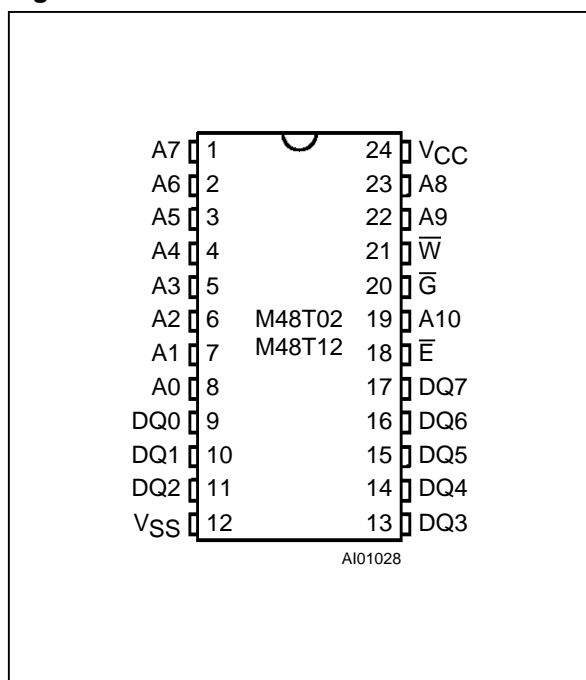 A7 1 24 VCC
A6 2 23 A8
A5 3 22 A9
A4 4 21 W̅
A3 5 20 G̅
A2 6 M48T02 19 A10
A1 7 M48T12 18 E̅
A0 8 17 DQ7
DQ0 9 16 DQ6
DQ1 10 15 DQ5
DQ2 11 14 DQ4
VSS 12 13 DQ3
AI01028